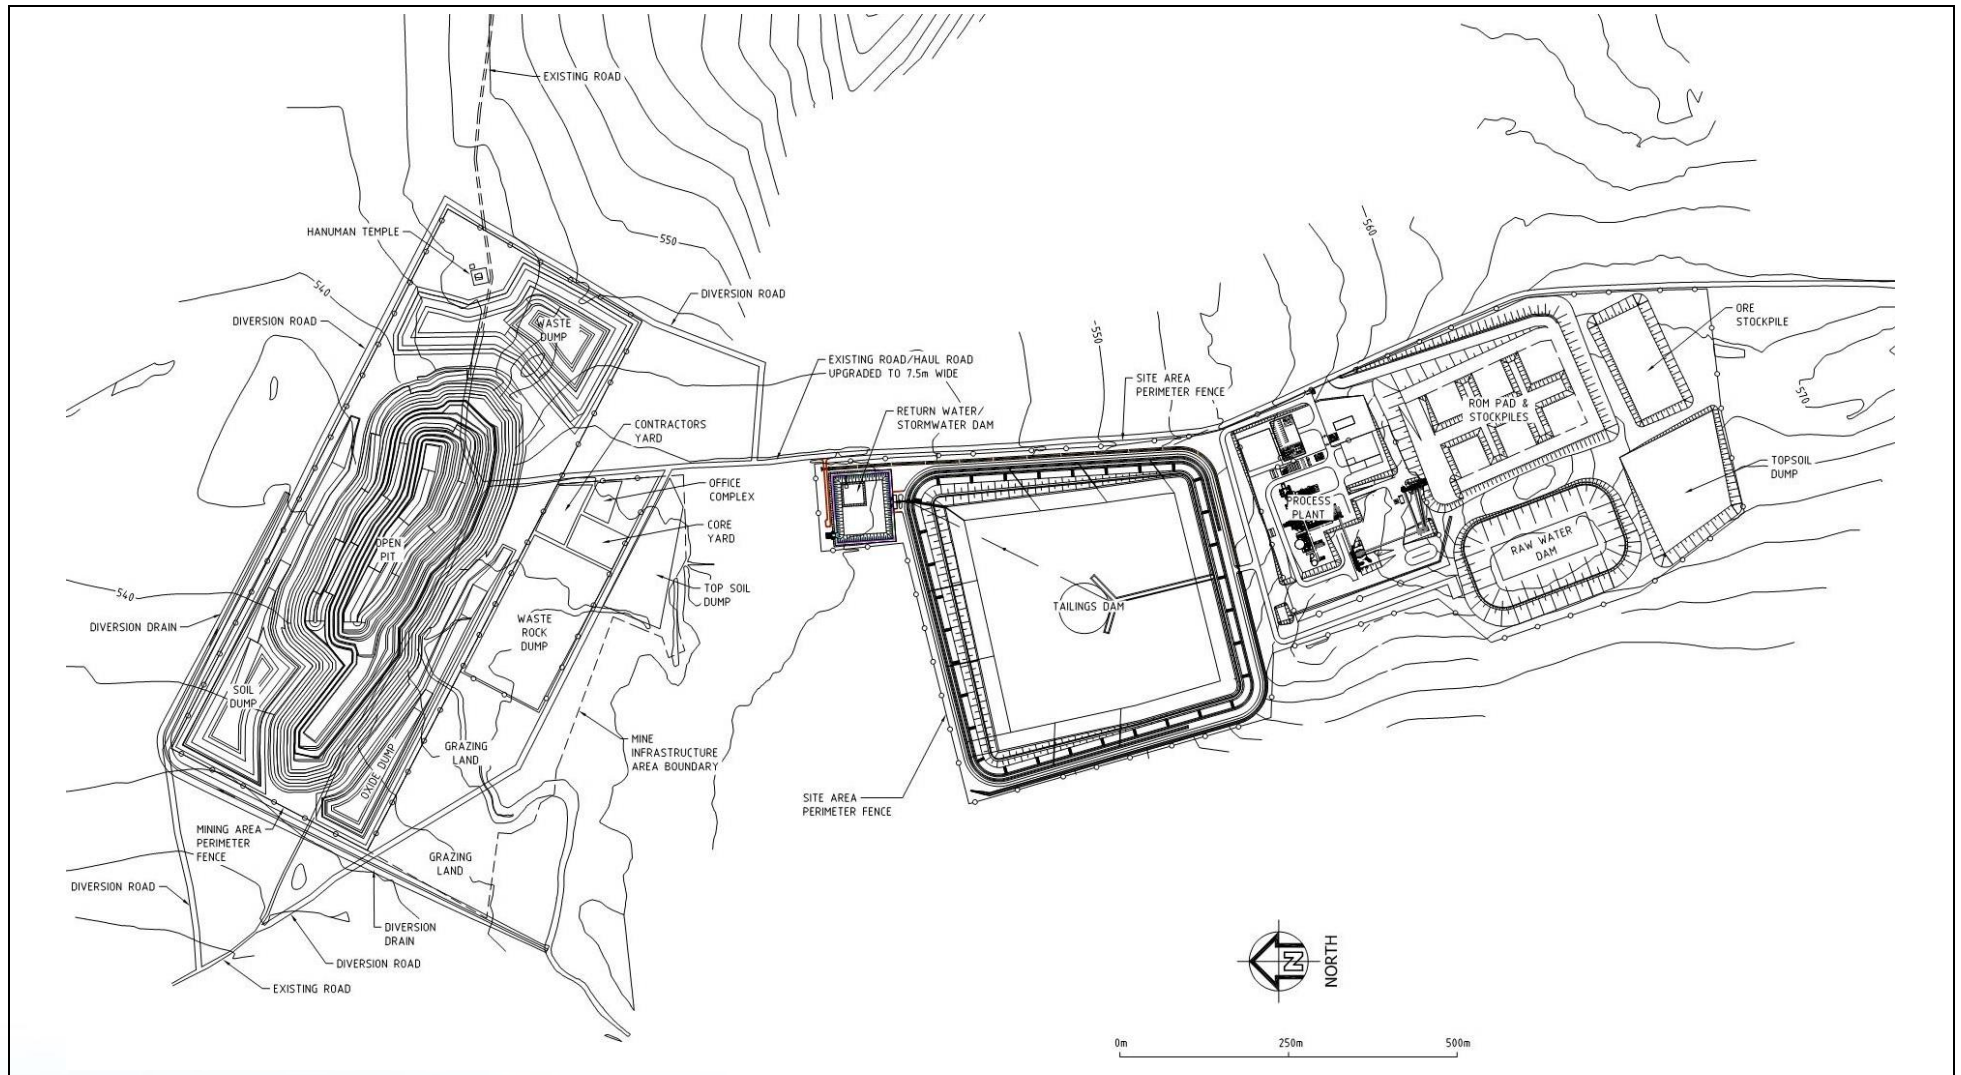 EXISTING ROAD
HANUMAN TEMPLE
550
560
540
DIVERSION ROAD
DIVERSION ROAD
WASTE
DUMP
ORE
STOCKPILE
550
EXISTING ROAD/HAUL ROAD
UPGRADED TO 7.5m WIDE
SITE AREA
PERIMETER FENCE
570
RETURN WATER/
STORMWATER DAM
ROM PAD &
STOCKPILES
CONTRACTORS
YARD
TOPSOIL
DUMP
OFFICE
COMPLEX
PROCESS
PLANT
CORE
YARD
RAW WATER
DAM
OPEN
PIT
540
TOP SOIL
DUMP
TAILINGS DAM
DIVERSION DRAIN
WASTE
ROCK
DUMP
SOIL
DUMP
GRAZING
LAND
MINE
INFRASTRUCTURE
AREA BOUNDARY
OXIDE DUMP
SITE AREA
PERIMETER FENCE
MINING AREA
PERIMETER
FENCE
GRAZING
LAND
DIVERSION ROAD
DIVERSION
DRAIN
DIVERSION ROAD
EXISTING ROAD
N
NORTH
0m
250m
500m